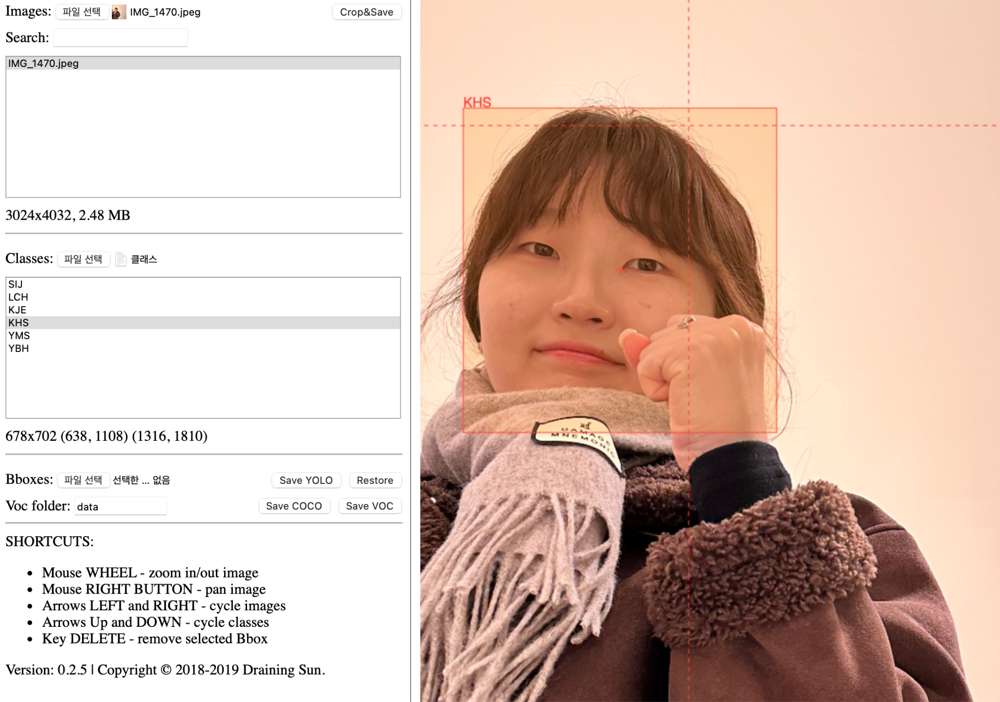 Images: 파일 선택 IMG_1470.jpeg Crop&Save
Search:
IMG_1470.jpeg
3024x4032, 2.48 MB
Classes: 파일 선택 클래스
SIJ
LCH
KJE
KHS
YMS
YBH
678x702 (638, 1108) (1316, 1810)
Bboxes: 파일 선택 선택한 ... 없음 Save YOLO Restore
Voc folder: data Save COCO Save VOC
SHORTCUTS:
• Mouse WHEEL - zoom in/out image
• Mouse RIGHT BUTTON - pan image
• Arrows LEFT and RIGHT - cycle images
• Arrows Up and DOWN - cycle classes
• Key DELETE - remove selected Bbox
Version: 0.2.5 | Copyright © 2018-2019 Draining Sun.
KHS
DAMAGE
MNEMONIC